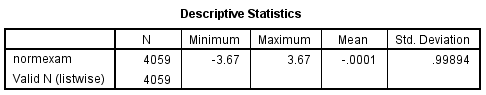 Descriptive Statistics
N Minimum Maximum Mean Std. Deviation
normexam 4059 -3.67 3.67 -.0001 .99894
Valid N (listwise) 4059